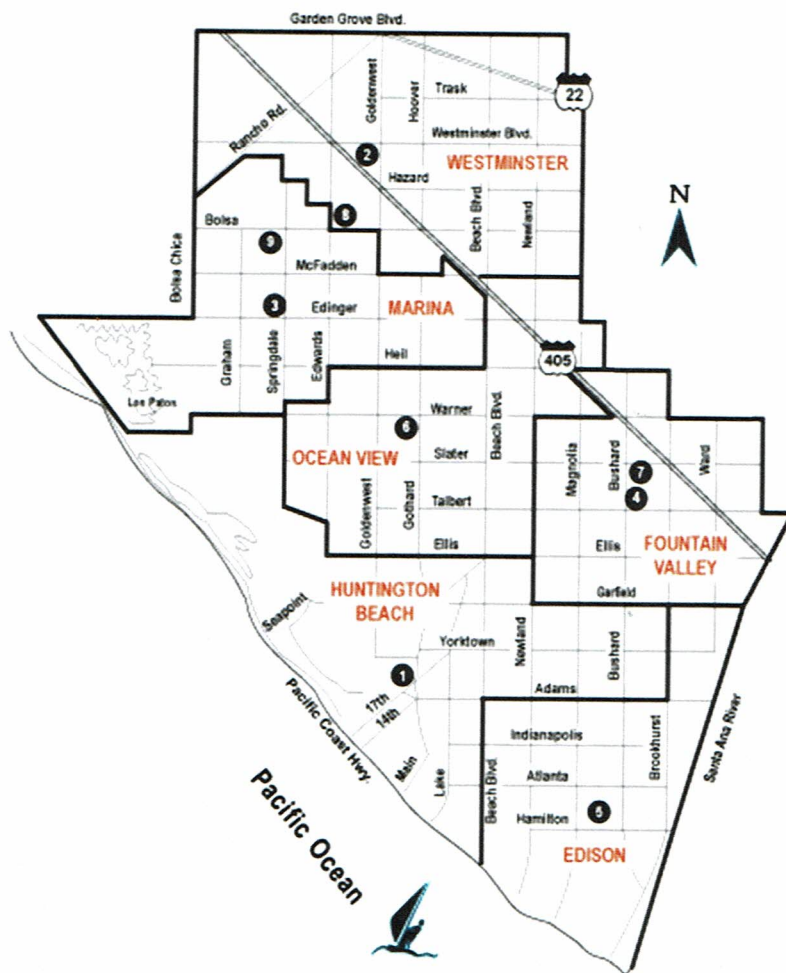 Garden Grove Blvd.
Goldenwest
Hoover
Trask
22
Rancho Rd.
Westminster Blvd.
2
WESTMINSTER
Hazard
Beach Blvd.
Newland
N
8
Bolsa
9
McFadden
Bolsa Chica
3
Edinger
MARINA
Graham
Springdale
Edwards
Heil
405
Los Patos
Warner
Beach Blvd.
6
OCEAN VIEW
Slater
Magnolia
Bushard
7
Ward
4
Goldenwest
Gothard
Talbert
Ellis
Ellis
FOUNTAIN
VALLEY
HUNTINGTON
BEACH
Garfield
Seapoint
Yorktown
Newland
Bushard
1
Adams
17th
14th
Pacific Coast Hwy.
Main
Lake
Beach Blvd.
Indianapolis
Atlanta
Brookhurst
Santa Ana River
Hamilton
5
EDISON
Pacific Ocean